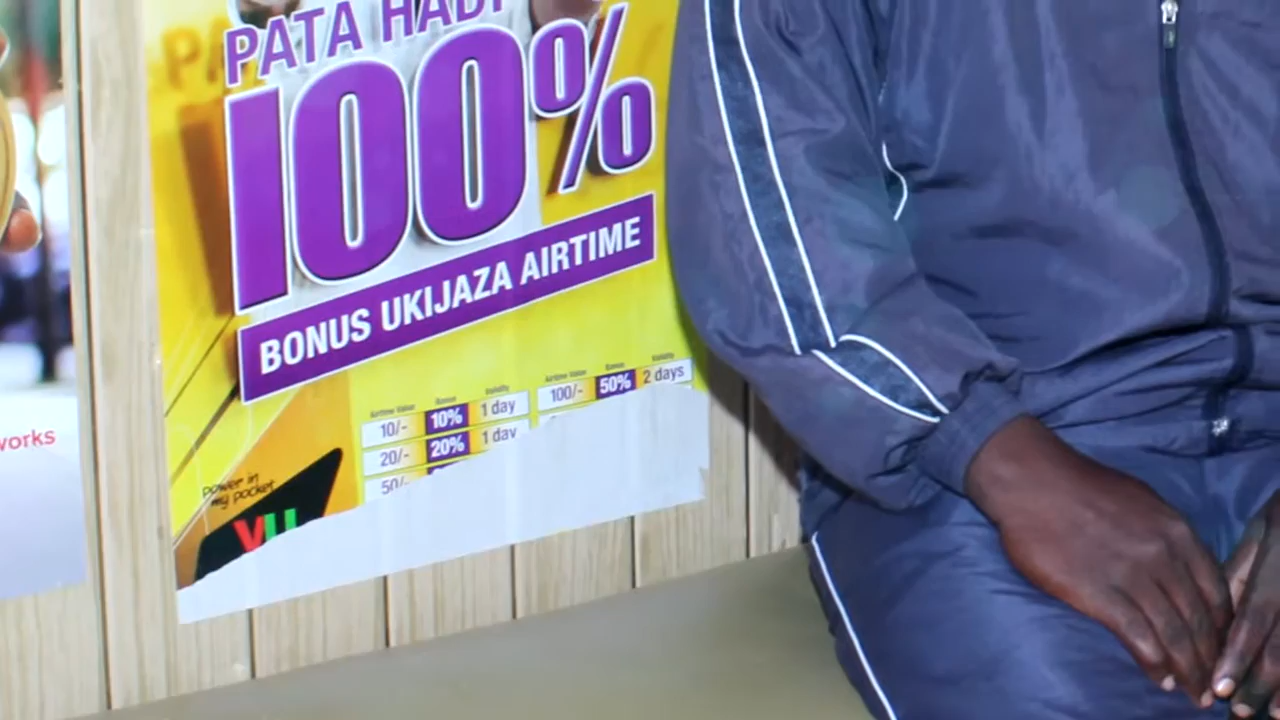 PATA HADI
100%
BONUS UKIJAZA AIRTIME
Airtime Value Bonus Validity
10/- 10% 1 day
20/- 20% 1 day
50/-
Airtime Value Bonus Validity
100/- 50% 2 days
power in
my pocket
works